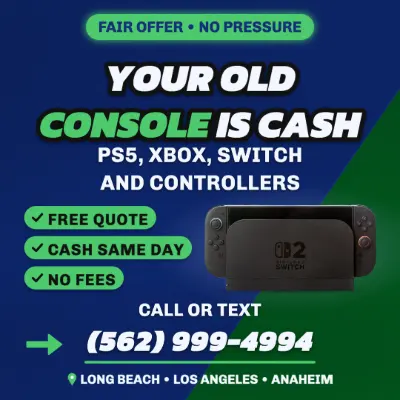 FAIR OFFER • NO PRESSURE
YOUR OLD
CONSOLE IS CASH
PS5, XBOX, SWITCH
AND CONTROLLERS
✓ FREE QUOTE
✓ CASH SAME DAY
✓ NO FEES
2
NINTENDO
SWITCH
CALL OR TEXT
→ (562) 999-4994
LONG BEACH • LOS ANGELES • ANAHEIM